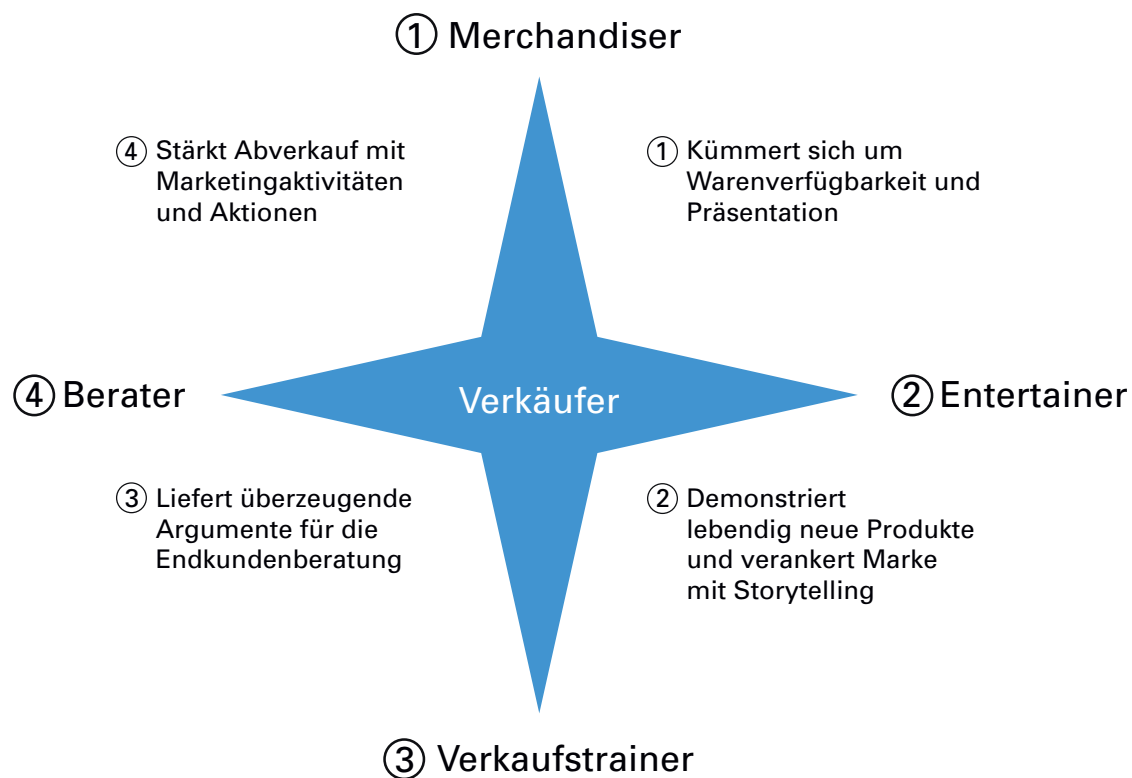 ① Merchandiser
④ Stärkt Abverkauf mit
Marketingaktivitäten
und Aktionen
① Kümmert sich um
Warenverfügbarkeit und
Präsentation
④ Berater
Verkäufer
② Entertainer
③ Liefert überzeugende
Argumente für die
Endkundenberatung
② Demonstriert
lebendig neue Produkte
und verankert Marke
mit Storytelling
③ Verkaufstrainer